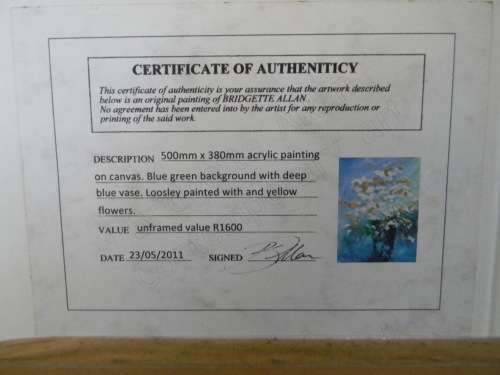 CERTIFICATE OF AUTHENITICY
This certificate of authenticity is your assurance that the artwork described
below is an original painting of BRIDGETTE ALLAN
No agreement has been entered into by the artist for any reproduction or
printing of the said work.
DESCRIPTION 500mm x 380mm acrylic painting
on canvas. Blue green background with deep
blue vase. Loosley painted with and yellow
flowers.
VALUE unframed value R1600
DATE 23/05/2011 SIGNED